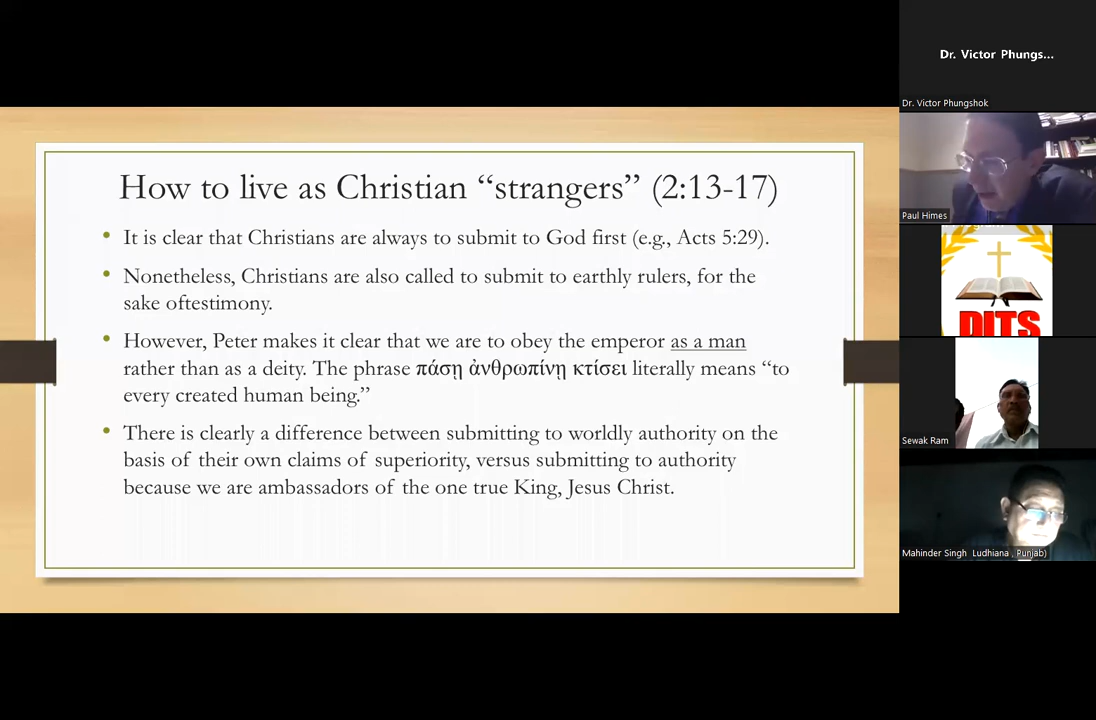 How to live as Christian “strangers” (2:13-17)
• It is clear that Christians are always to submit to God first (e.g., Acts 5:29).
• Nonetheless, Christians are also called to submit to earthly rulers, for the
sake oftestimony.
• However, Peter makes it clear that we are to obey the emperor as a man
rather than as a deity. The phrase πάσῃ ἀνθρωπίνῃ κτίσει literally means “to
every created human being.”
• There is clearly a difference between submitting to worldly authority on the
basis of their own claims of superiority, versus submitting to authority
because we are ambassadors of the one true King, Jesus Christ.
Dr. Victor Phungs...
Dr. Victor Phungshok
Paul Himes
DITS
Sewak Ram
Mahinder Singh Ludhiana , Punjab)